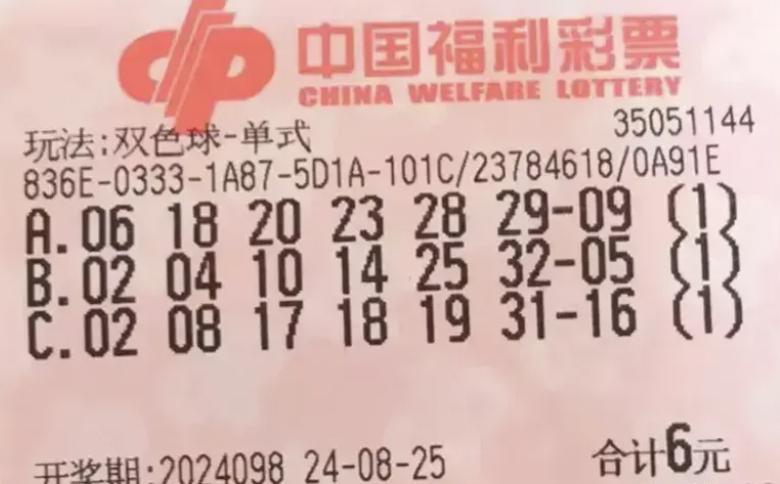 中国福利彩票
CHINA WELFARE LOTTERY
35051144
玩法:双色球-单式
836E-0333-1A87-5D1A-101C/23784618/0A91E
A.06 18 20 23 28 29-09 (1)
B.02 04 10 14 25 32-05 (1)
C.02 08 17 18 19 31-16 (1)
开奖期:2024098 24-08-25 合计6元